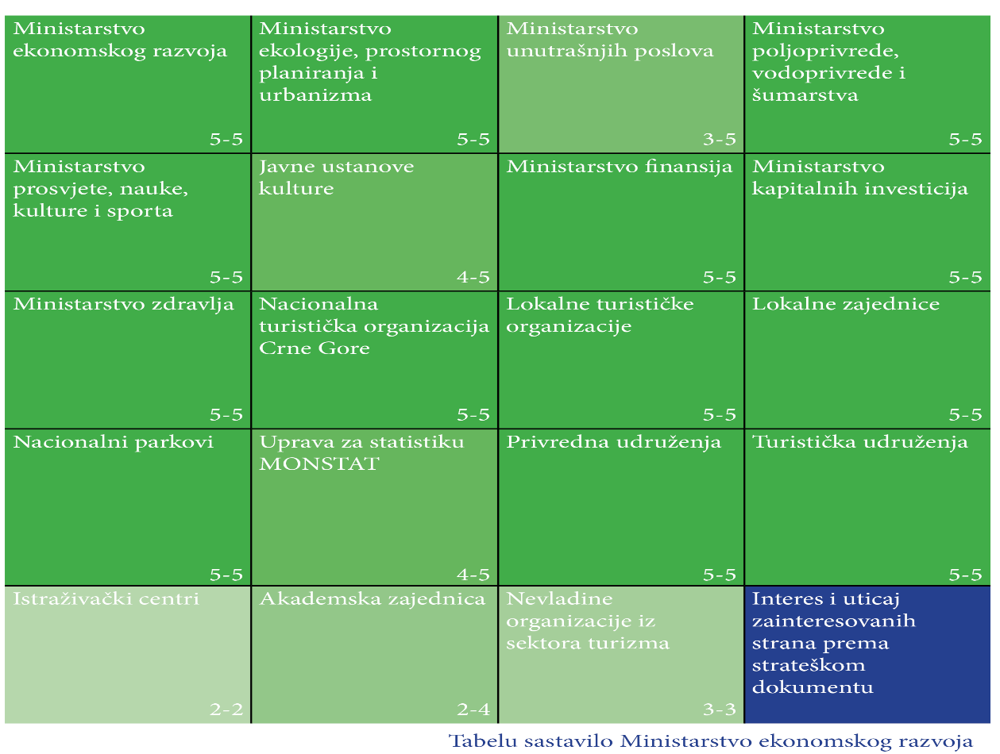 Ministarstvo
ekonomskog razvoja
5-5
Ministarstvo
ekologije, prostornog
planiranja i
urbanizma
5-5
Ministarstvo
unutrašnjih poslova
3-5
Ministarstvo
poljoprivrede,
vodoprivrede i
šumarstva
5-5
Ministarstvo
prosvjete, nauke,
kulture i sporta
5-5
Javne ustanove
kulture
4-5
Ministarstvo finansija
5-5
Ministarstvo
kapitalnih investicija
5-5
Ministarstvo zdravlja
5-5
Nacionalna
turistička organizacija
Crne Gore
5-5
Lokalne turističke
organizacije
5-5
Lokalne zajednice
5-5
Nacionalni parkovi
5-5
Uprava za statistiku
MONSTAT
4-5
Privredna udruženja
5-5
Turistička udruženja
5-5
Istraživački centri
2-2
Akademska zajednica
2-4
Nevladine
organizacije iz
sektora turizma
3-3
Interes i uticaj
zainteresovanih
strana prema
strateškom
dokumentu
Tabelu sastavilo Ministarstvo ekonomskog razvoja